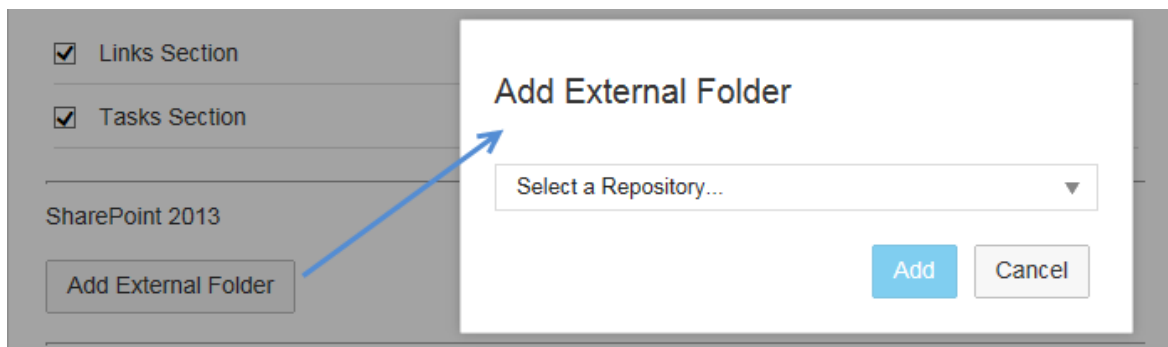 Links Section
Tasks Section
SharePoint 2013
Add External Folder
Add External Folder
Select a Repository...
Add
Cancel